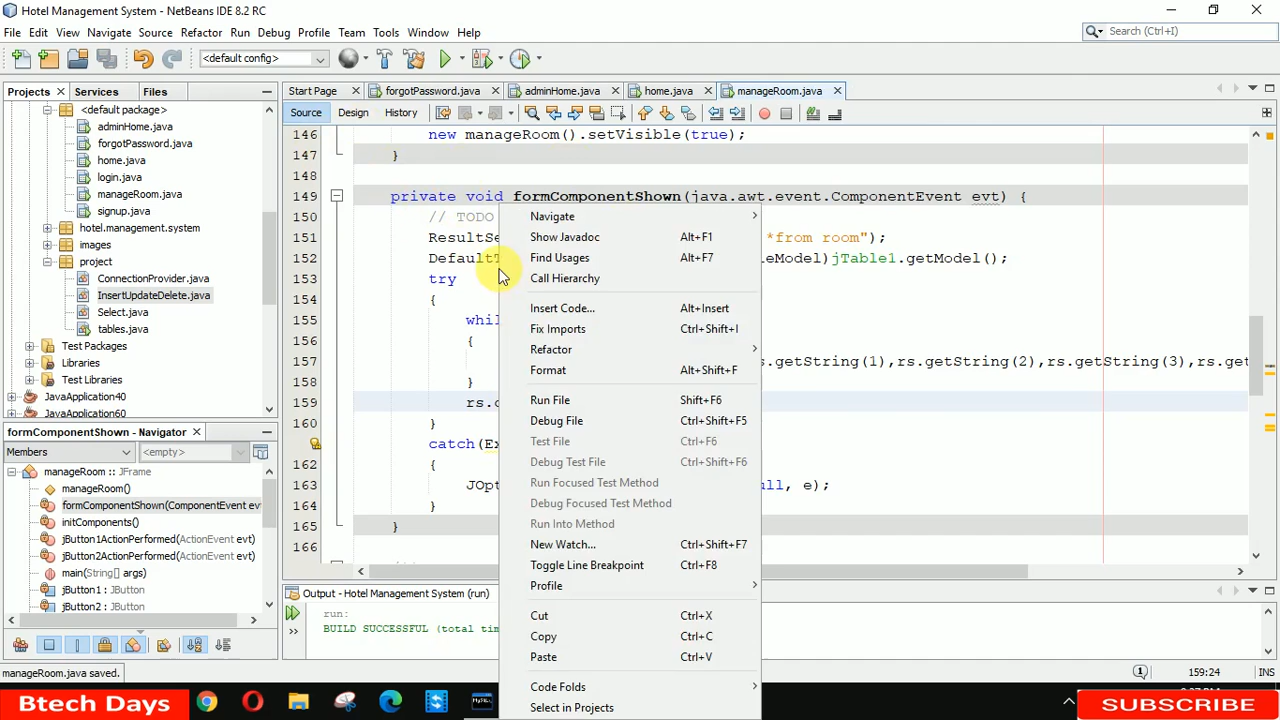 Hotel Management System - NetBeans IDE 8.2 RC
File Edit View Navigate Source Refactor Run Debug Profile Team Tools Window Help
Search (Ctrl+I)
<default config>
Projects Services Files
Start Page forgotPassword.java adminHome.java home.java manageRoom.java
Source Design History
<default package>
adminHome.java
forgotPassword.java
home.java
login.java
manageRoom.java
signup.java
hotel.management.system
images
project
ConnectionProvider.java
InsertUpdateDelete.java
Select.java
tables.java
Test Packages
Libraries
Test Libraries
JavaApplication40
JavaApplication60
formComponentShown - Navigator
Members <empty>
manageRoom :: JFrame
manageRoom()
formComponentShown(ComponentEvent evt)
initComponents()
jButton1ActionPerformed(ActionEvent evt)
jButton2ActionPerformed(ActionEvent evt)
main(String[] args)
jButton1 : JButton
jButton2 : JButton
146 new manageRoom().setVisible(true);
147 }
148
149 private void formComponentShown(java.awt.event.ComponentEvent evt) {
150 // TODO
151 ResultSe *from room");
152 DefaultT eModel)jTable1.getModel();
153 try
154 {
155 whil
156 {
157 s.getString(1),rs.getString(2),rs.getString(3),rs.get
158 }
159 rs.c
160 }
catch(Ex
162 {
163 JOpt ll, e);
164 }
165 }
166
Navigate
Show Javadoc Alt+F1
Find Usages Alt+F7
Call Hierarchy
Insert Code... Alt+Insert
Fix Imports Ctrl+Shift+I
Refactor
Format Alt+Shift+F
Run File Shift+F6
Debug File Ctrl+Shift+F5
Test File Ctrl+F6
Debug Test File Ctrl+Shift+F6
Run Focused Test Method
Debug Focused Test Method
Run Into Method
New Watch... Ctrl+Shift+F7
Toggle Line Breakpoint Ctrl+F8
Profile
Cut Ctrl+X
Copy Ctrl+C
Paste Ctrl+V
Code Folds
Select in Projects
Output - Hotel Management System (run)
run:
BUILD SUCCESSFUL (total tim
manageRoom.java saved.
1 159:24 INS
Btech Days
SUBSCRIBE